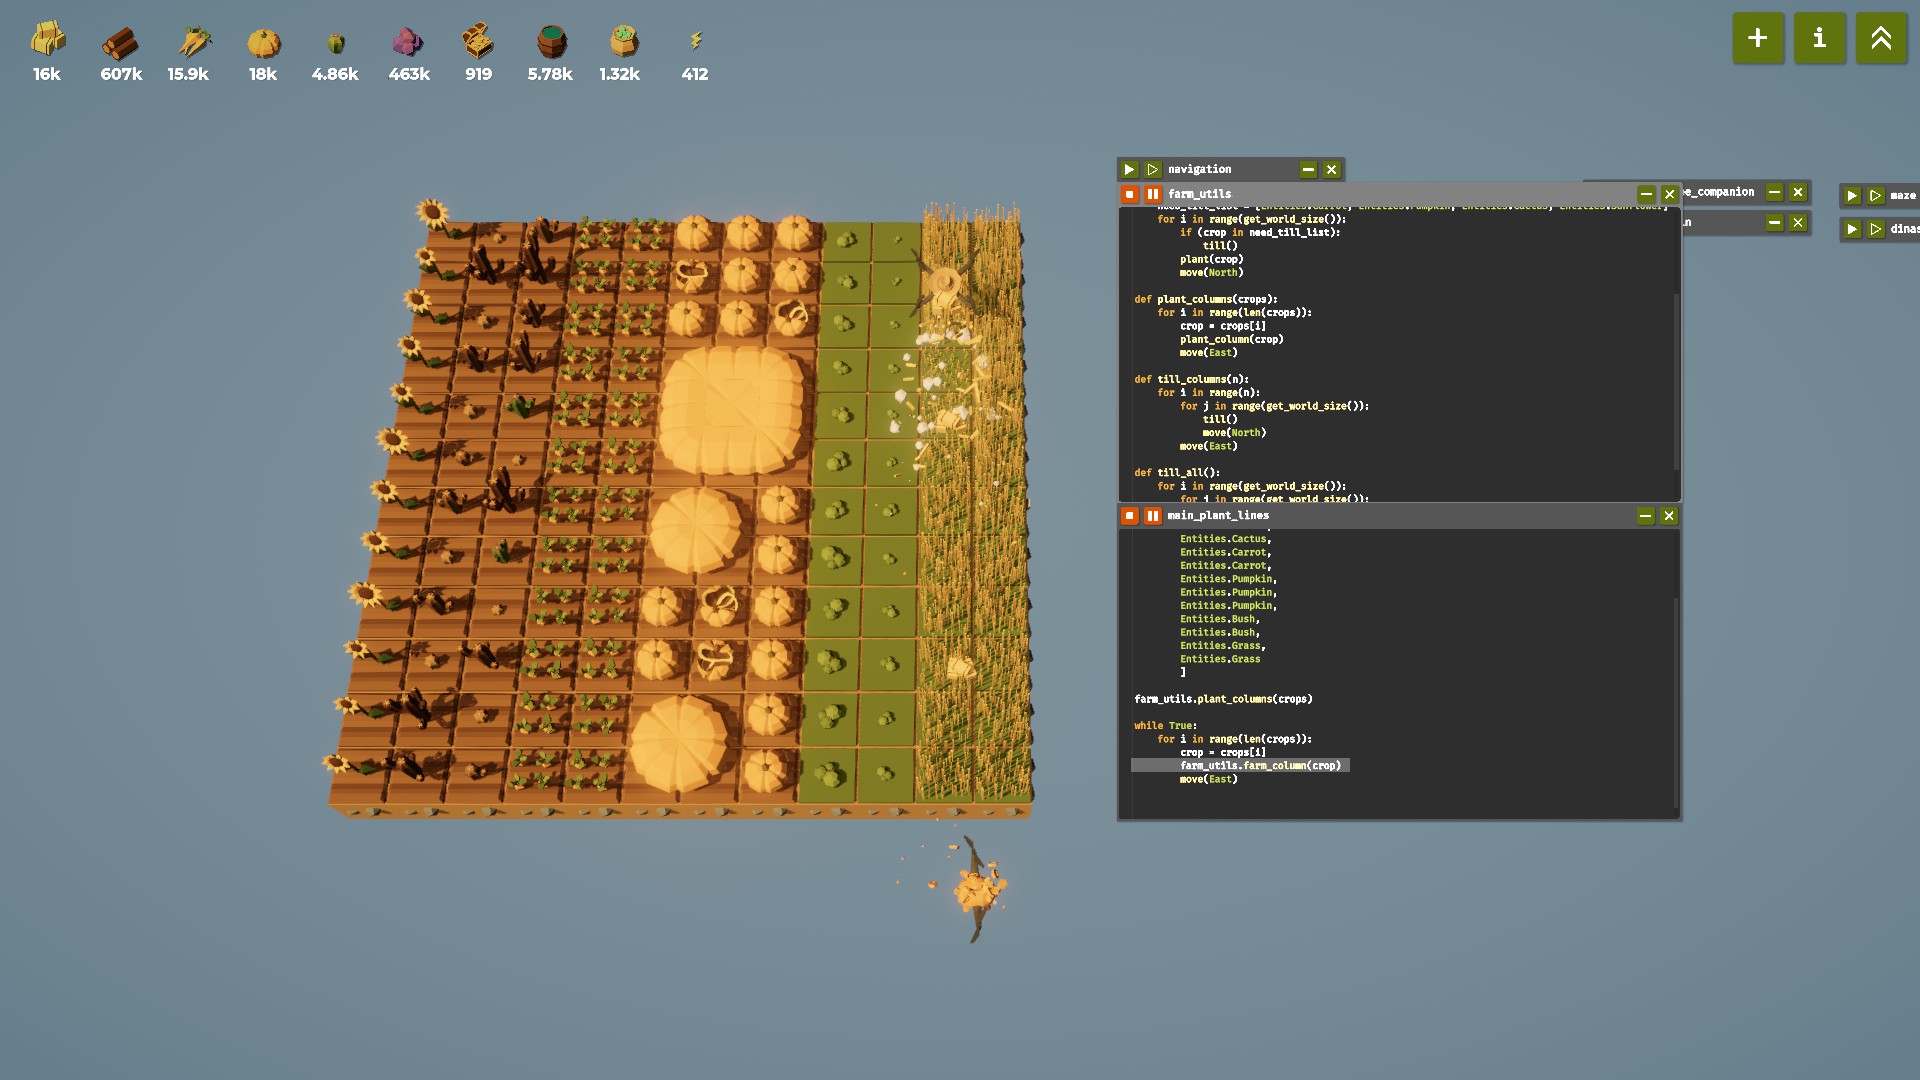 16k 607k 15.9k 18k 4.86k 463k 919 5.78k 1.32k 412
+ i
navigation
farm_utils
e_companion
maze
dinas
for i in range(get_world_size()):
if (crop in need_till_list):
till()
plant(crop)
move(North)
def plant_columns(crops):
for i in range(len(crops)):
crop = crops[i]
plant_column(crop)
move(East)
def till_columns(n):
for i in range(n):
for j in range(get_world_size()):
till()
move(North)
move(East)
def till_all():
for i in range(get_world_size()):
for j in range(get_world_size()):
main_plant_lines
Entities.Cactus,
Entities.Carrot,
Entities.Carrot,
Entities.Pumpkin,
Entities.Pumpkin,
Entities.Pumpkin,
Entities.Bush,
Entities.Bush,
Entities.Grass,
Entities.Grass
]
farm_utils.plant_columns(crops)
while True:
for i in range(len(crops)):
crop = crops[i]
farm_utils.farm_column(crop)
move(East)